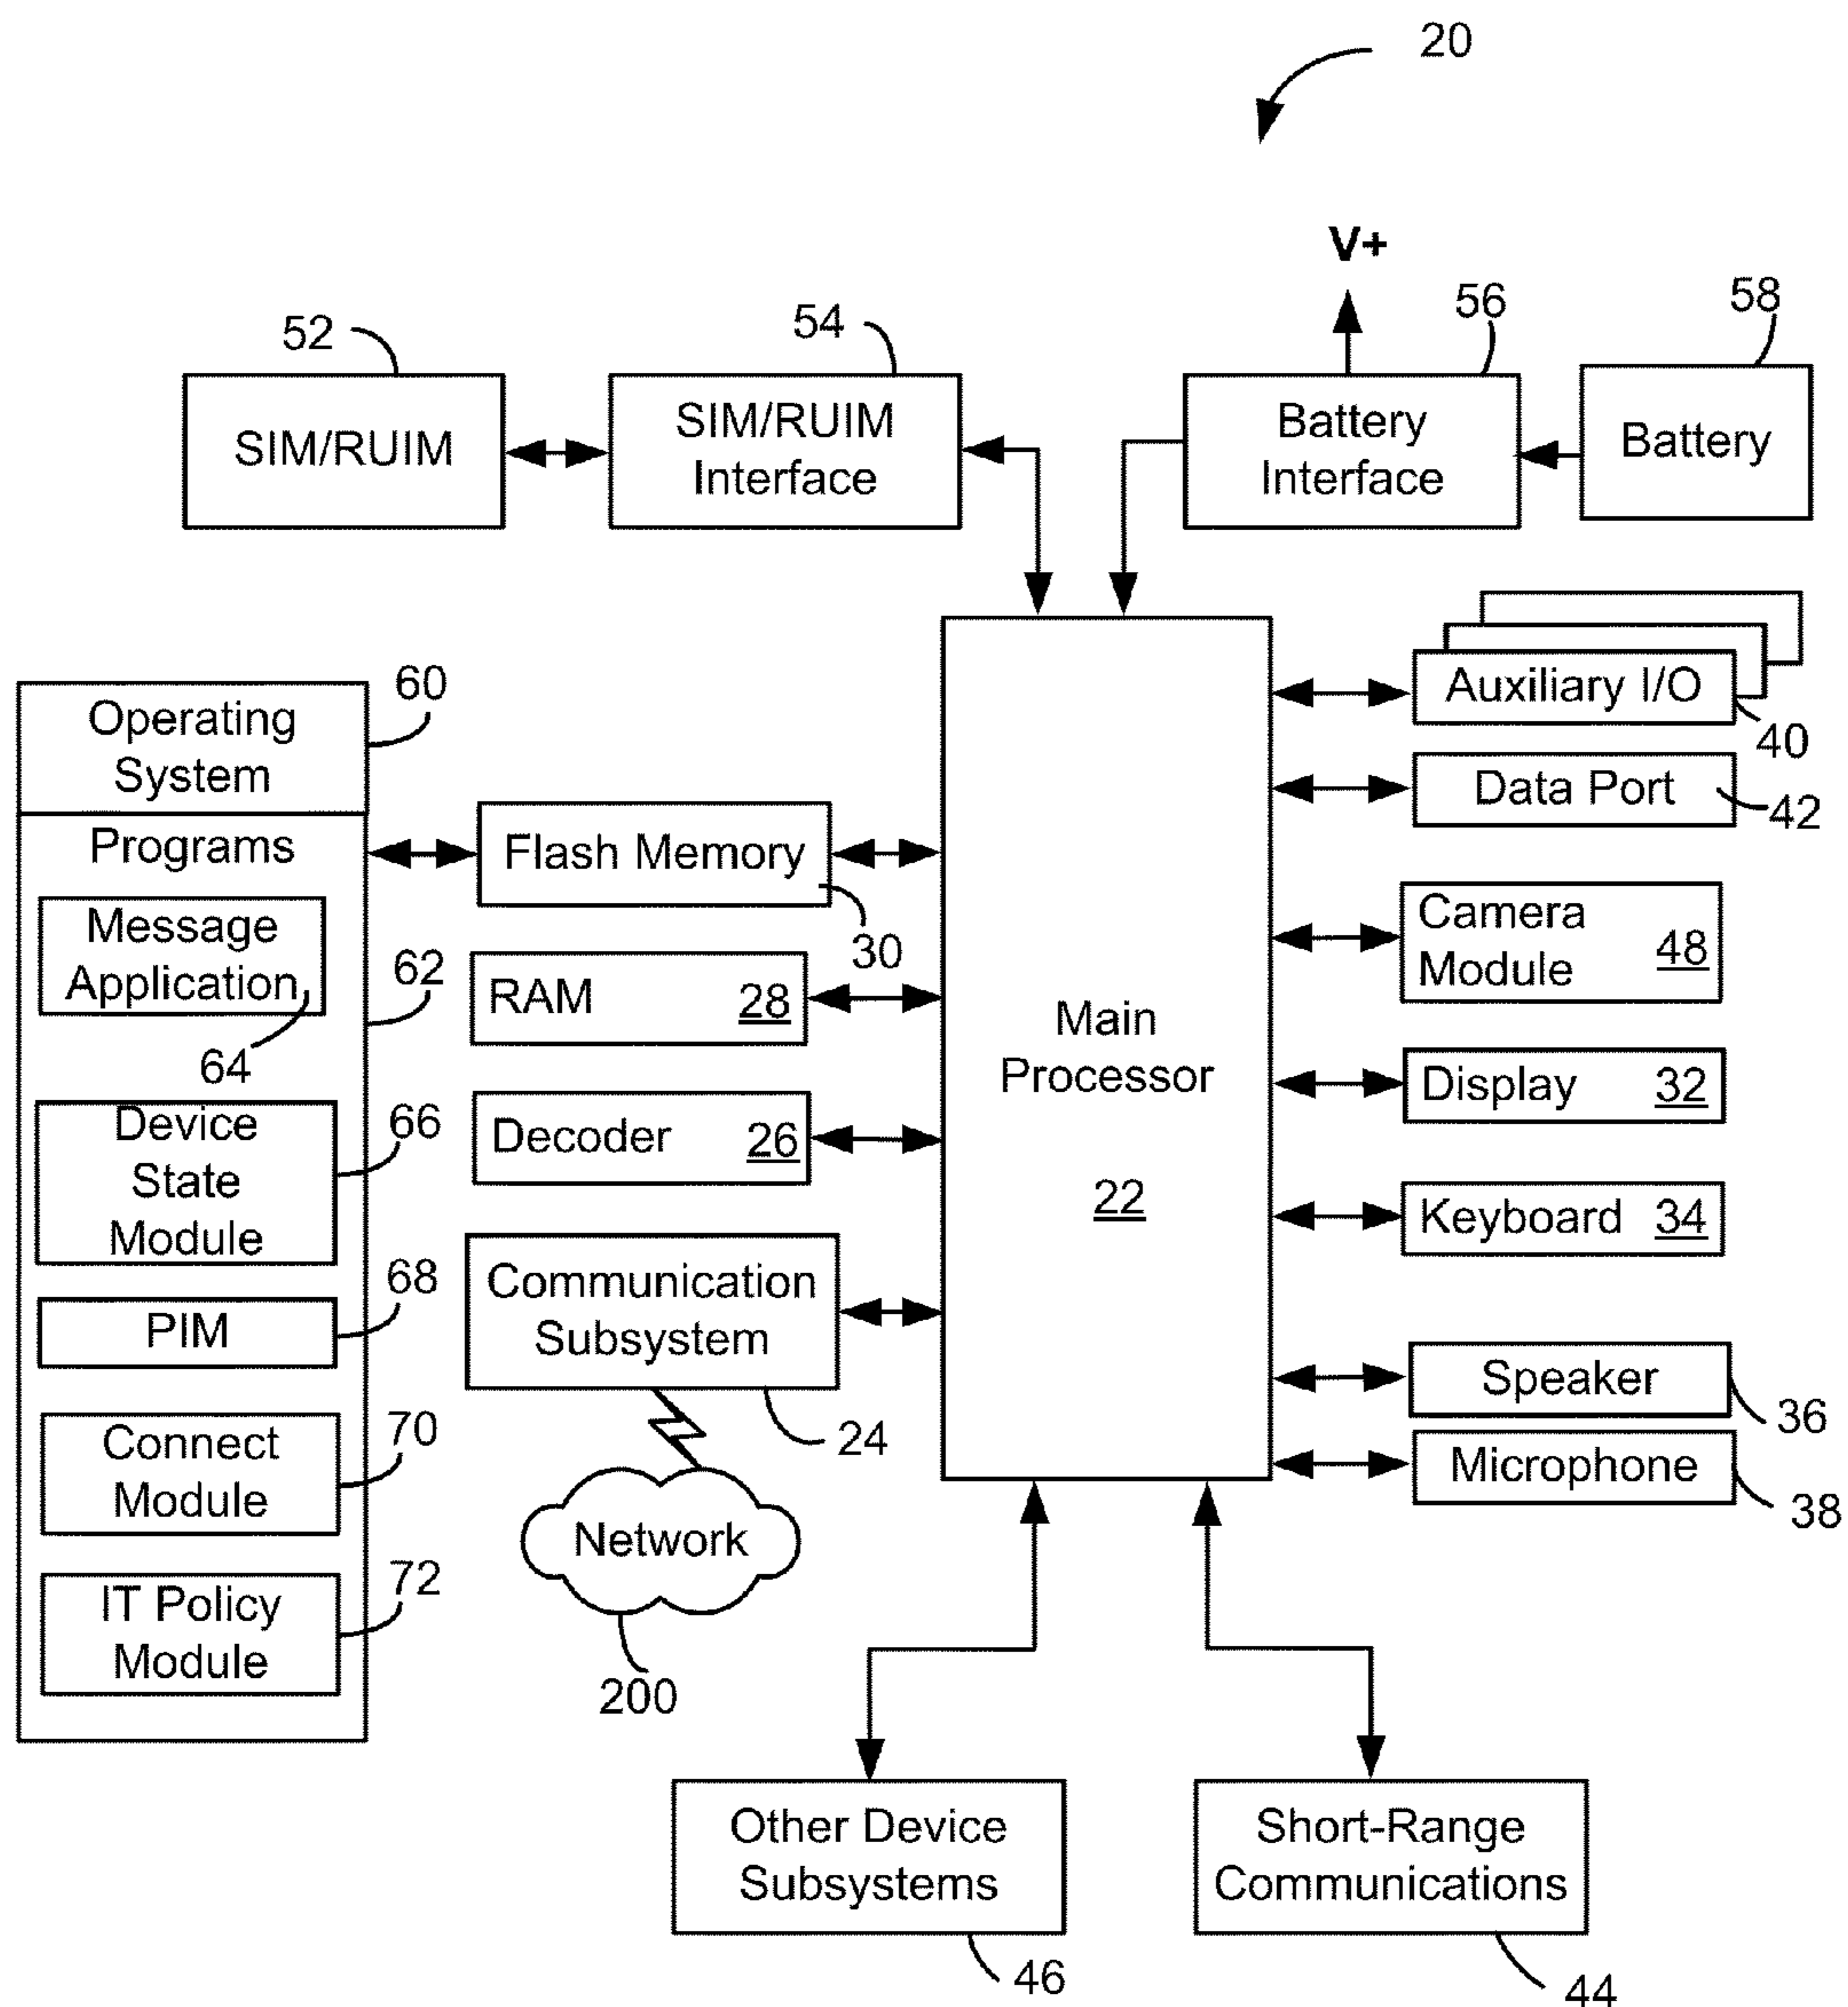 20
V+
52
54
56
58
SIM/RUIM
SIM/RUIM
Interface
Battery
Interface
Battery
60
Operating
System
Programs
Message
Application
64
62
Device
State
Module
66
PIM
68
Connect
Module
70
IT Policy
Module
72
Flash Memory
30
RAM 28
Decoder 26
Communication
Subsystem
24
Network
200
Main
Processor
22
Auxiliary I/O
40
Data Port
42
Camera
Module 48
Display 32
Keyboard 34
Speaker
36
Microphone
38
Other Device
Subsystems
46
Short-Range
Communications
44